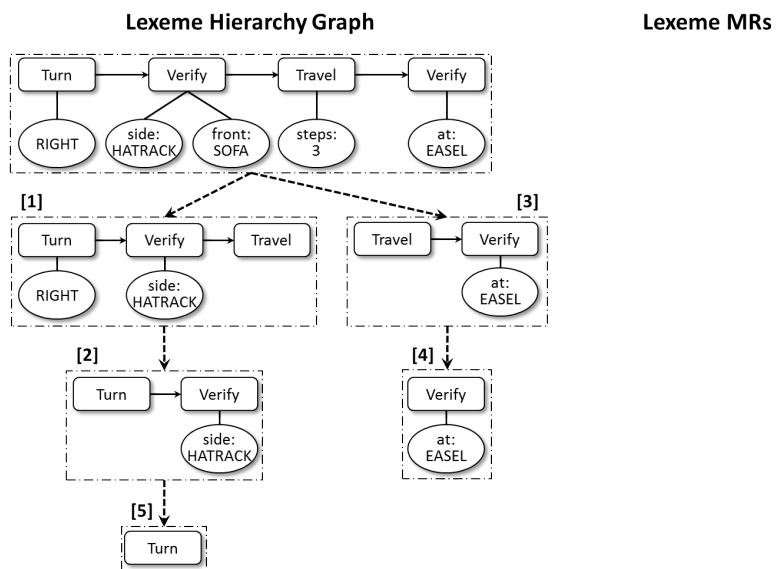 Lexeme Hierarchy Graph Lexeme MRs
Turn Verify Travel Verify
RIGHT side: HATRACK front: SOFA steps: 3 at: EASEL
[1] [3]
Turn Verify Travel Travel Verify
RIGHT side: HATRACK at: EASEL
[2] [4]
Turn Verify Verify
side: HATRACK at: EASEL
[5]
Turn